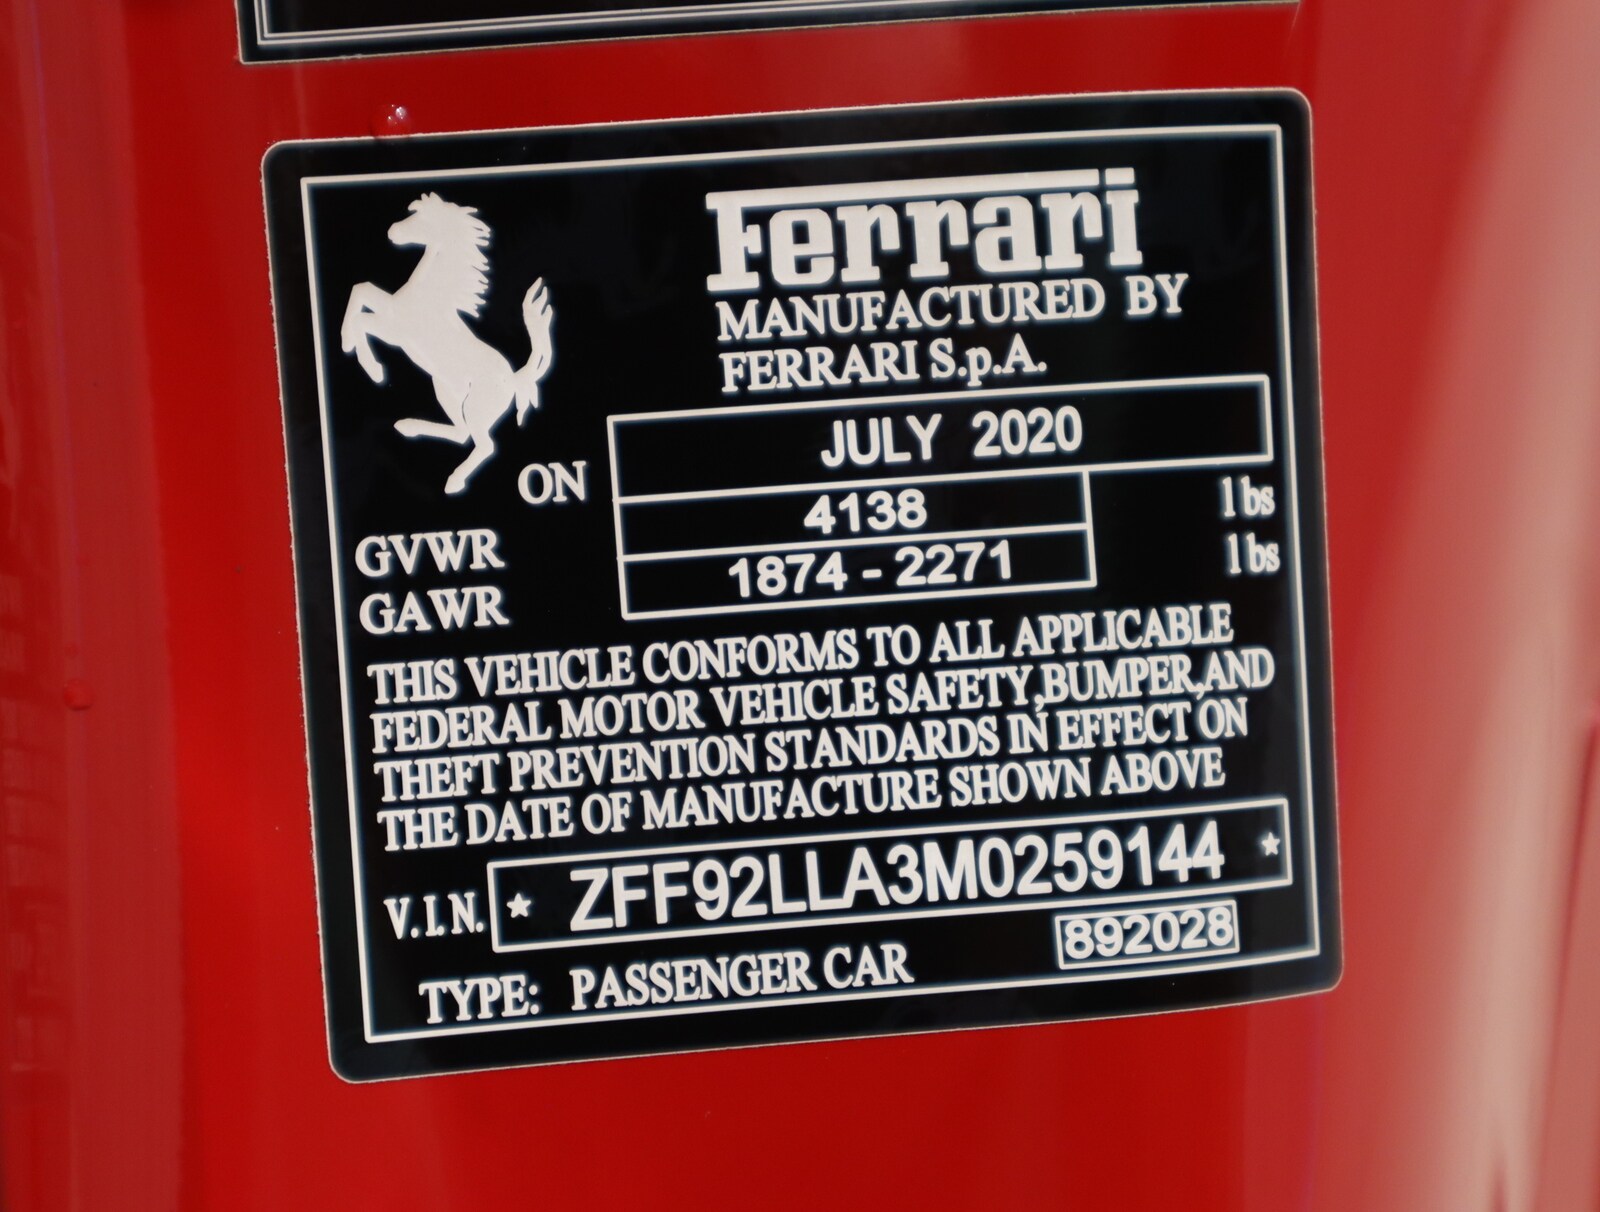 Ferrari
MANUFACTURED BY
FERRARI S.p.A.
ON JULY 2020
GVWR 4138 lbs
GAWR 1874 - 2271 lbs
THIS VEHICLE CONFORMS TO ALL APPLICABLE
FEDERAL MOTOR VEHICLE SAFETY,BUMPER,AND
THEFT PREVENTION STANDARDS IN EFFECT ON
THE DATE OF MANUFACTURE SHOWN ABOVE
V.I.N. ★ ZFF92LLA3M0259144 ★
892028
TYPE: PASSENGER CAR